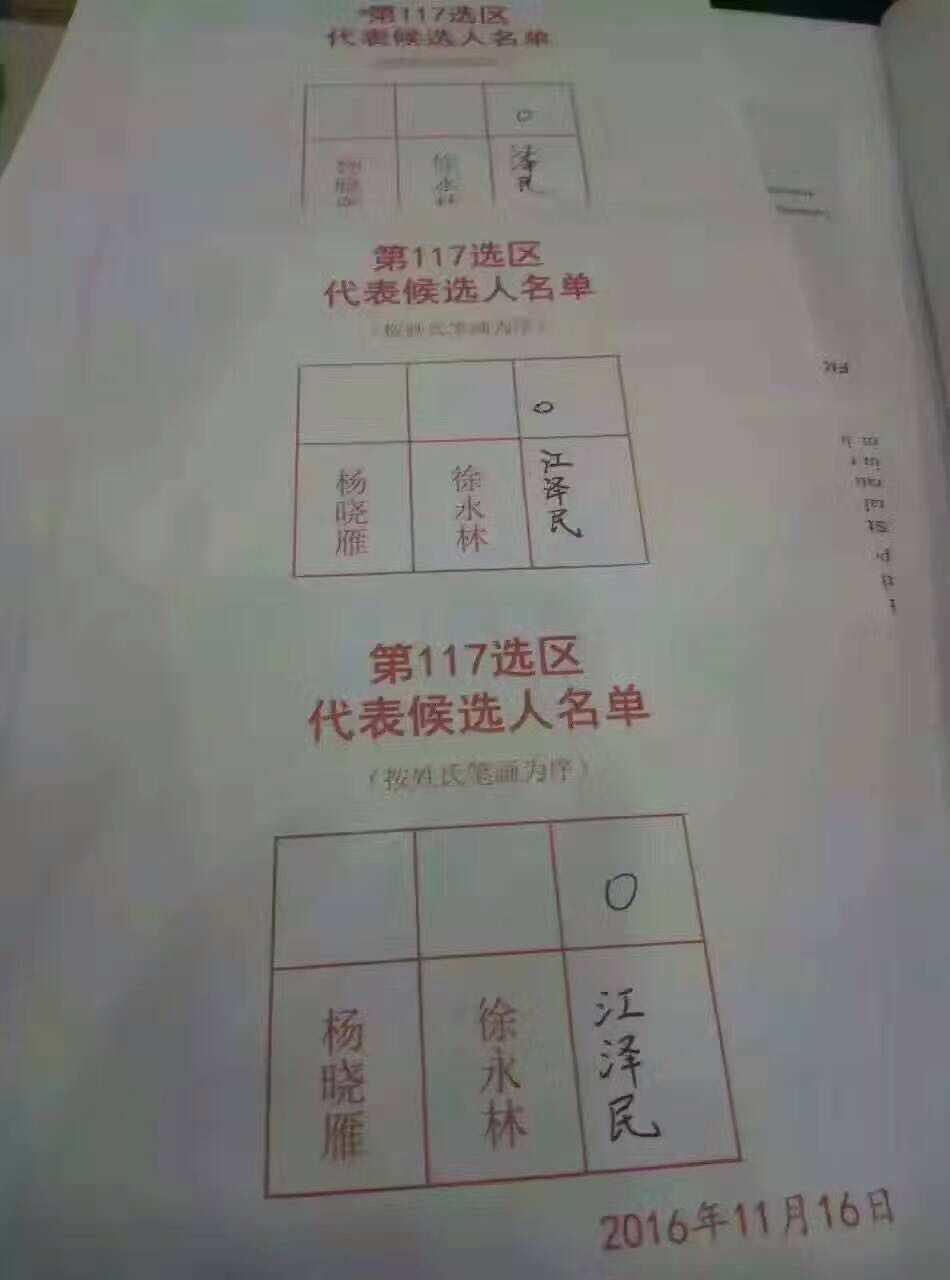 第117选区
代表候选人名单
○
徐永林
泽民
第117选区
代表候选人名单
（按姓氏笔画为序）
○
杨晓雁
徐永林
江泽民
第117选区
代表候选人名单
（按姓氏笔画为序）
○
杨晓雁
徐永林
江泽民
2016年11月16日